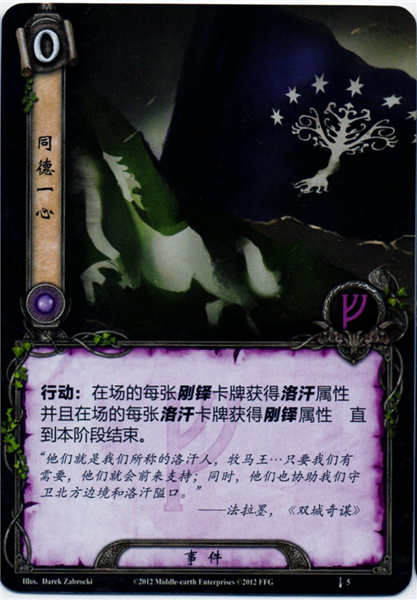 0
同德一心
行动：在场的每张刚铎卡牌获得洛汗属性
并且在场的每张洛汗卡牌获得刚铎属性 直
到本阶段结束。
“他们就是我们所称的洛汗人，牧马王…只要我们有
需要，他们就会前来支持；同时，他们也协助我们守
卫北方边境和洛汗隘口。”
——法拉墨，《双城奇谋》
事件
Illus. Darek Zabrocki ©2012 Middle-earth Enterprises ©2012 FFG 5